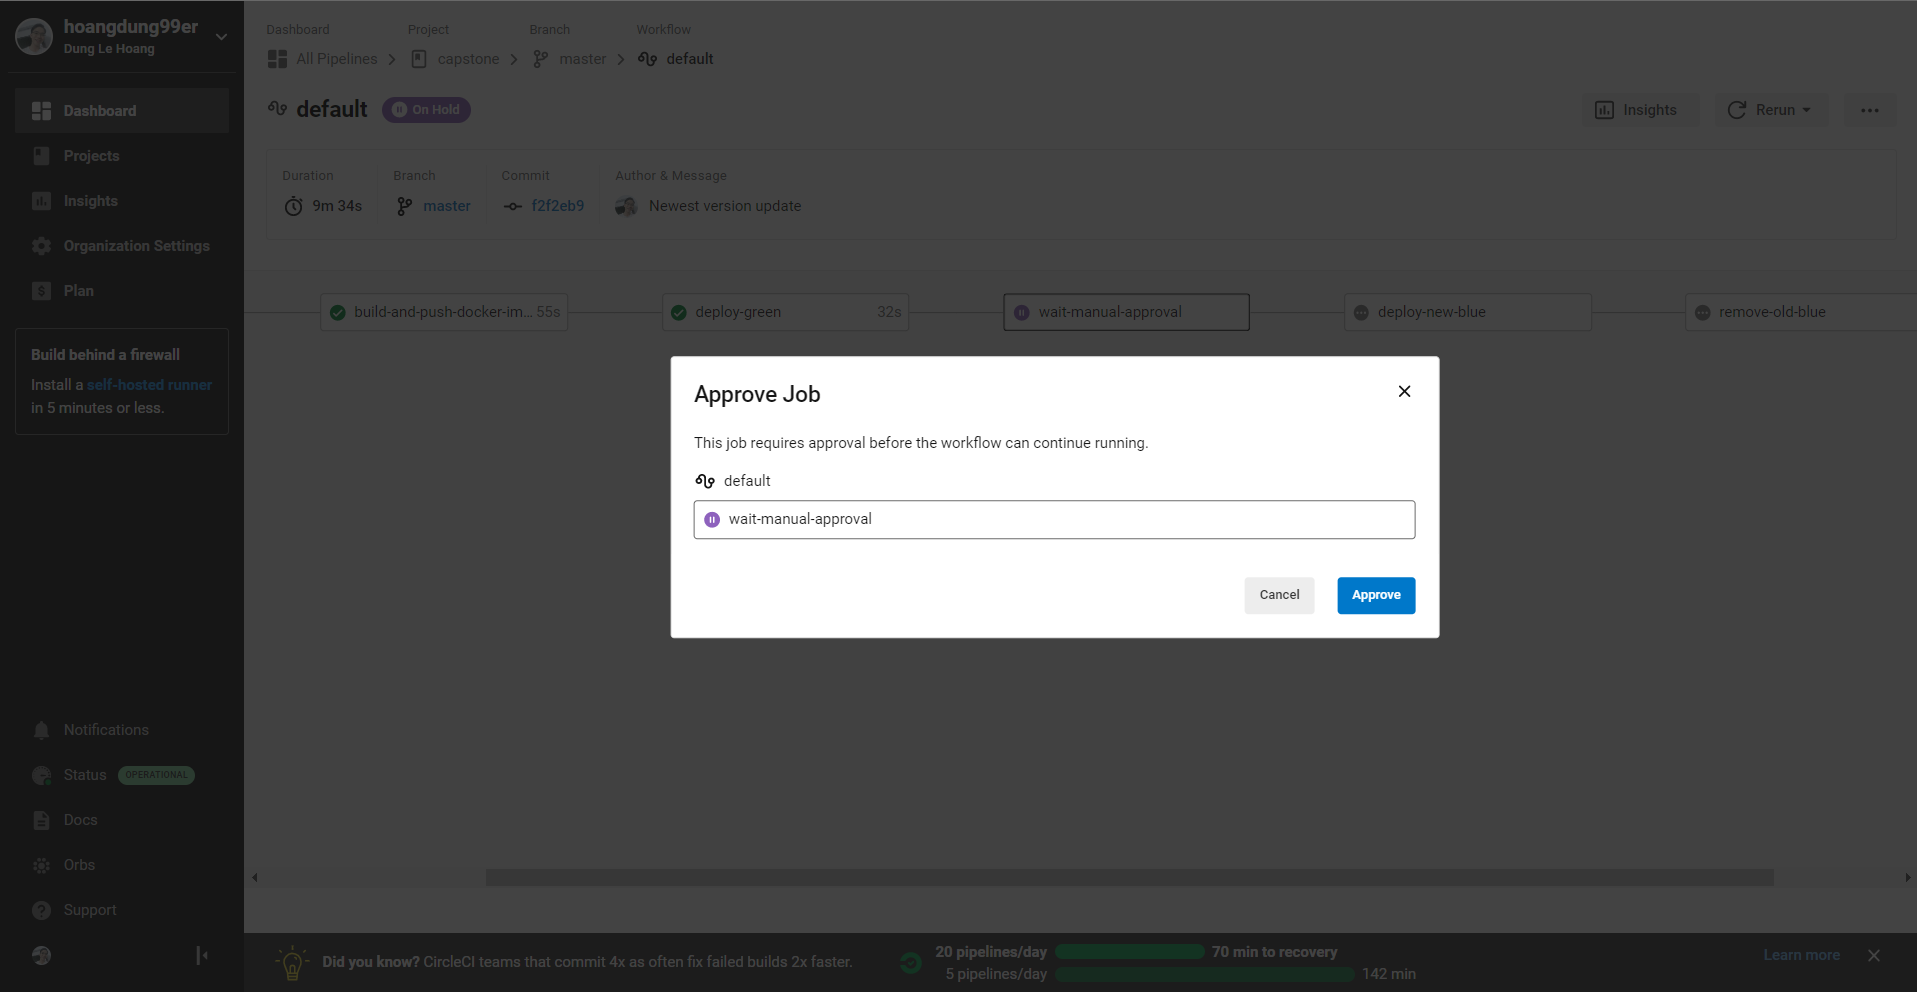 hoangdung99er
Dung Le Hoang
Dashboard
Projects
Insights
Organization Settings
$ Plan
Build behind a firewall
Install a self-hosted runner
in 5 minutes or less.
Notifications
Status OPERATIONAL
Docs
Orbs
? Support
Dashboard Project Branch Workflow
All Pipelines capstone master default
default On Hold
Insights Rerun
Duration Branch Commit Author & Message
9m 34s master f2f2eb9 Newest version update
build-and-push-docker-im... 55s deploy-green 32s wait-manual-approval deploy-new-blue remove-old-blue
Approve Job
This job requires approval before the workflow can continue running.
default
wait-manual-approval
Cancel Approve
Did you know? CircleCI teams that commit 4x as often fix failed builds 2x faster.
20 pipelines/day 70 min to recovery
5 pipelines/day 142 min
Learn more